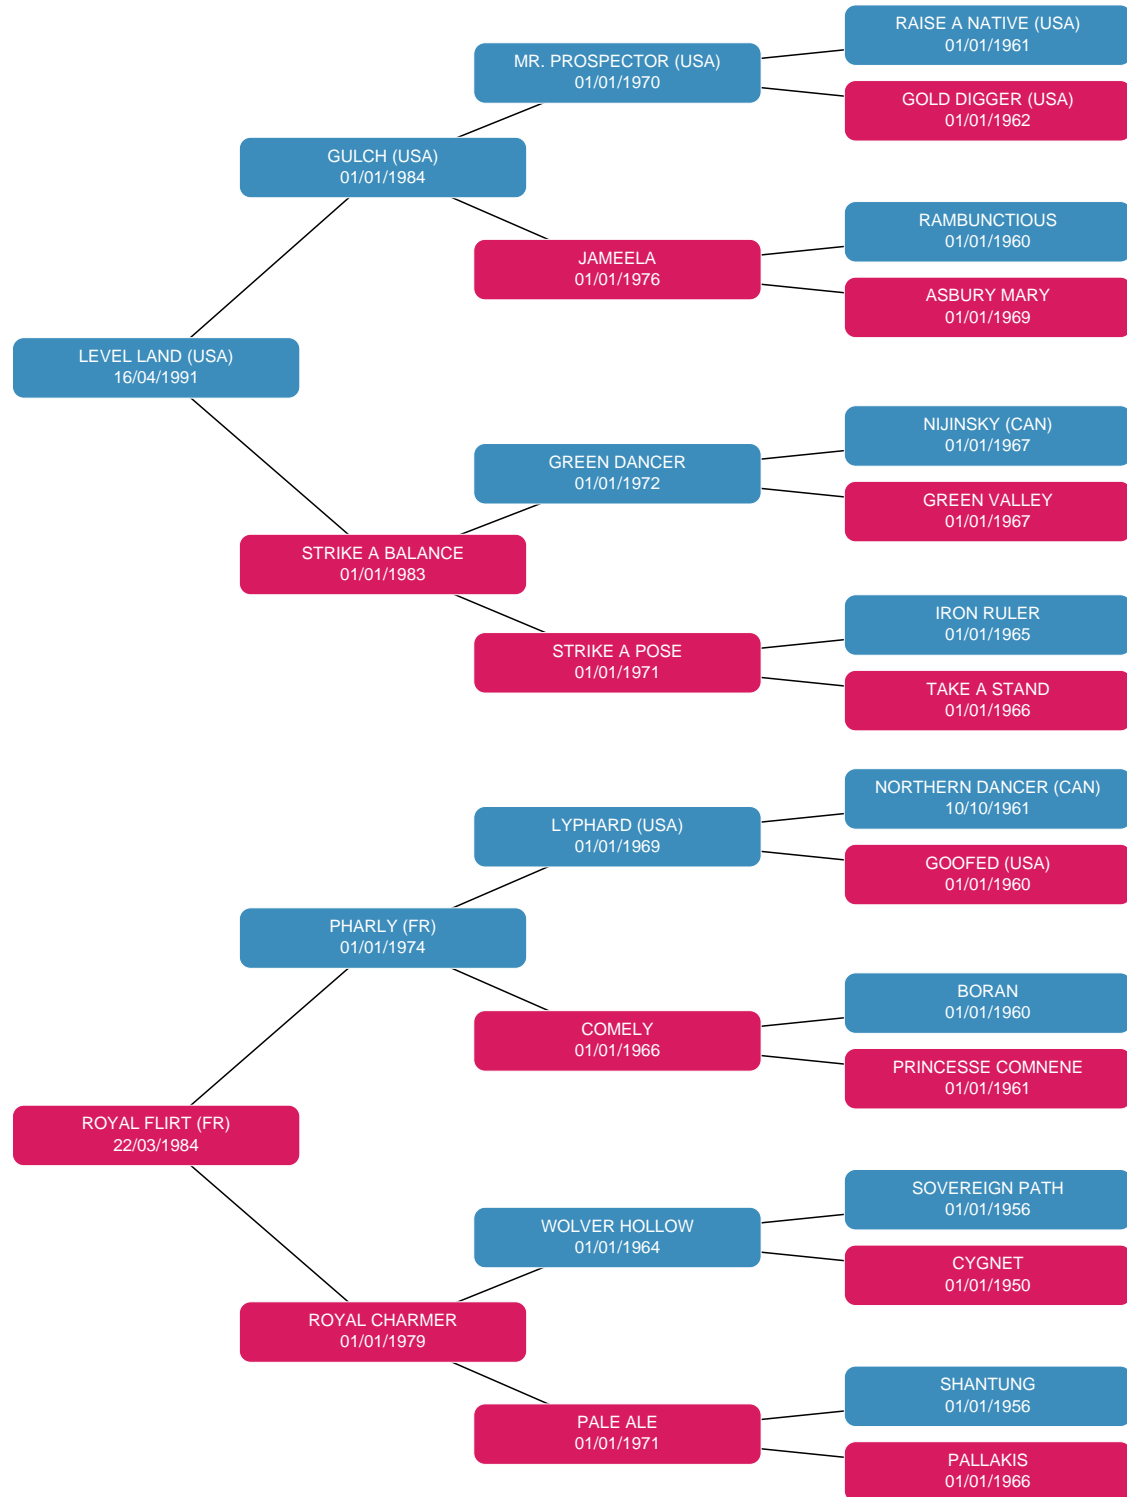 RAISE A NATIVE (USA)
01/01/1961
MR. PROSPECTOR (USA)
01/01/1970
GOLD DIGGER (USA)
01/01/1962
GULCH (USA)
01/01/1984
RAMBUNCTIOUS
01/01/1960
JAMEELA
01/01/1976
ASBURY MARY
01/01/1969
LEVEL LAND (USA)
16/04/1991
NIJINSKY (CAN)
01/01/1967
GREEN DANCER
01/01/1972
GREEN VALLEY
01/01/1967
STRIKE A BALANCE
01/01/1983
IRON RULER
01/01/1965
STRIKE A POSE
01/01/1971
TAKE A STAND
01/01/1966
NORTHERN DANCER (CAN)
10/10/1961
LYPHARD (USA)
01/01/1969
GOOFED (USA)
01/01/1960
PHARLY (FR)
01/01/1974
BORAN
01/01/1960
COMELY
01/01/1966
PRINCESSE COMNENE
01/01/1961
ROYAL FLIRT (FR)
22/03/1984
SOVEREIGN PATH
01/01/1956
WOLVER HOLLOW
01/01/1964
CYGNET
01/01/1950
ROYAL CHARMER
01/01/1979
SHANTUNG
01/01/1956
PALE ALE
01/01/1971
PALLAKIS
01/01/1966